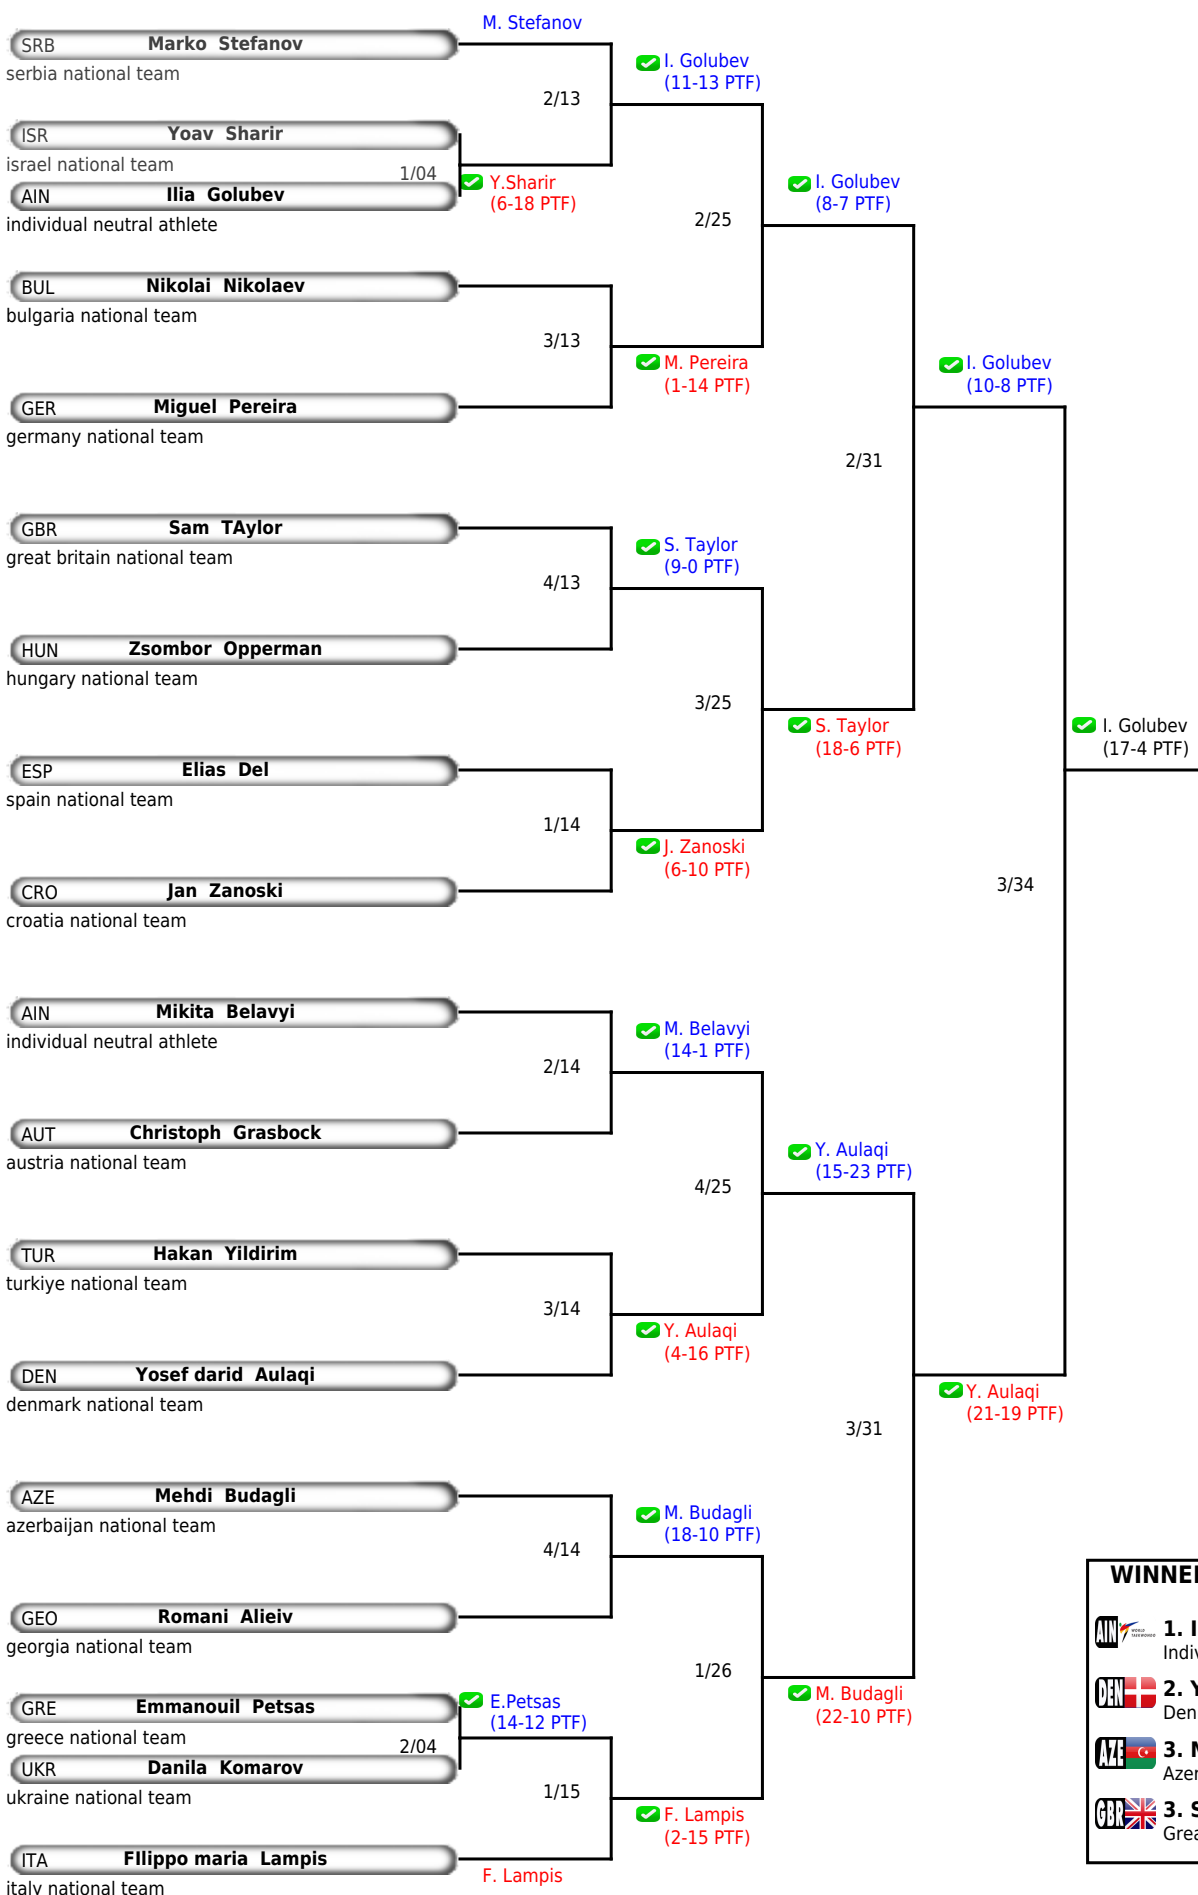 M. Stefanov
SRB Marko Stefanov
serbia national team
I. Golubev
(11-13 PTF)
2/13
ISR Yoav Sharir
israel national team
1/04
Y.Sharir
(6-18 PTF)
AIN Ilia Golubev
individual neutral athlete
I. Golubev
(8-7 PTF)
2/25
BUL Nikolai Nikolaev
bulgaria national team
3/13
M. Pereira
(1-14 PTF)
I. Golubev
(10-8 PTF)
GER Miguel Pereira
germany national team
2/31
GBR Sam TAylor
great britain national team
S. Taylor
(9-0 PTF)
4/13
HUN Zsombor Opperman
hungary national team
3/25
S. Taylor
(18-6 PTF)
I. Golubev
(17-4 PTF)
ESP Elias Del
spain national team
1/14
J. Zanoski
(6-10 PTF)
CRO Jan Zanoski
croatia national team
3/34
AIN Mikita Belavyi
individual neutral athlete
M. Belavyi
(14-1 PTF)
2/14
AUT Christoph Grasbock
austria national team
Y. Aulaqi
(15-23 PTF)
4/25
TUR Hakan Yildirim
turkiye national team
3/14
Y. Aulaqi
(4-16 PTF)
DEN Yosef darid Aulaqi
denmark national team
Y. Aulaqi
(21-19 PTF)
3/31
AZE Mehdi Budagli
azerbaijan national team
M. Budagli
(18-10 PTF)
4/14
GEO Romani Alieiv
georgia national team
1/26
M. Budagli
(22-10 PTF)
GRE Emmanouil Petsas
greece national team
E.Petsas
(14-12 PTF)
2/04
UKR Danila Komarov
ukraine national team
1/15
F. Lampis
(2-15 PTF)
ITA FIlippo maria Lampis
italy national team
F. Lampis
WINNE
AIN WORLD TAEKWONDO 1. I
Indiv
DEN 2. Y
Den
AZE 3. 
Azer
GBR 3. S
Grea